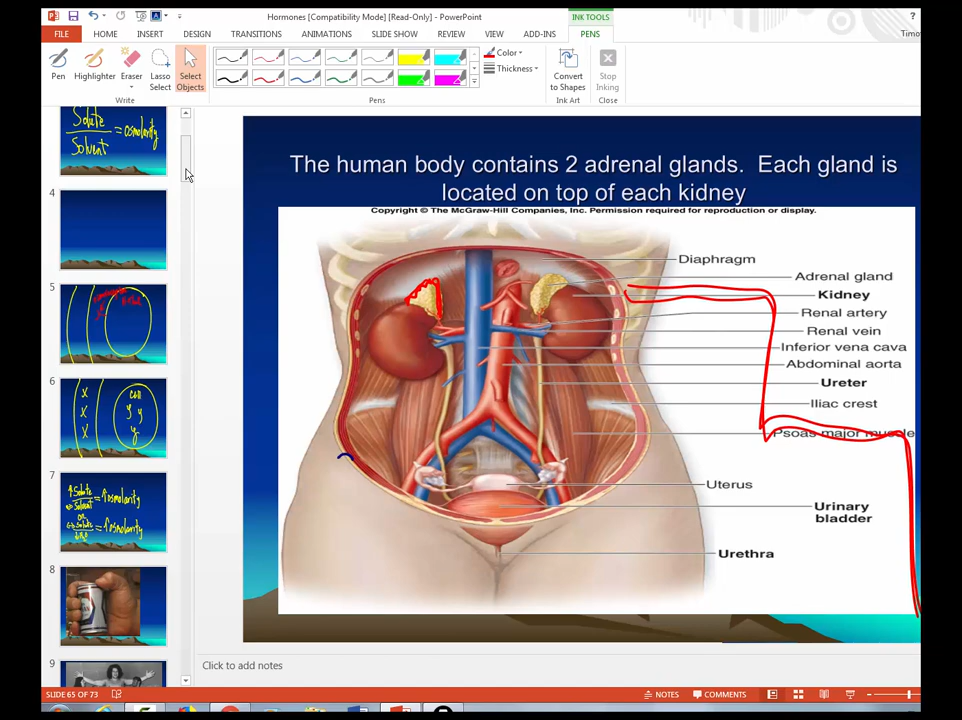 Hormones [Compatibility Mode] [Read-Only] - PowerPoint
INK TOOLS
?
FILE
HOME
INSERT
DESIGN
TRANSITIONS
ANIMATIONS
SLIDE SHOW
REVIEW
VIEW
ADD-INS
PENS
Pen
Highlighter
Eraser
Lasso Select
Select Objects
Color
Thickness
Convert to Shapes
Stop Inking
Write
Pens
Ink Art
Close
Solute
Solvent
= osmolarity
4
5
6
X
X
X
y y
y
7
↑Solute
Solvent
= ↑osmolarity
or
= ↑osmolarity
8
9
The human body contains 2 adrenal glands. Each gland is
located on top of each kidney
Copyright © The McGraw-Hill Companies, Inc. Permission required for reproduction or display.
Diaphragm
Adrenal gland
Kidney
Renal artery
Renal vein
Inferior vena cava
Abdominal aorta
Ureter
Iliac crest
Psoas major muscle
Uterus
Urinary
bladder
Urethra
Click to add notes
SLIDE 65 OF 73
NOTES
COMMENTS